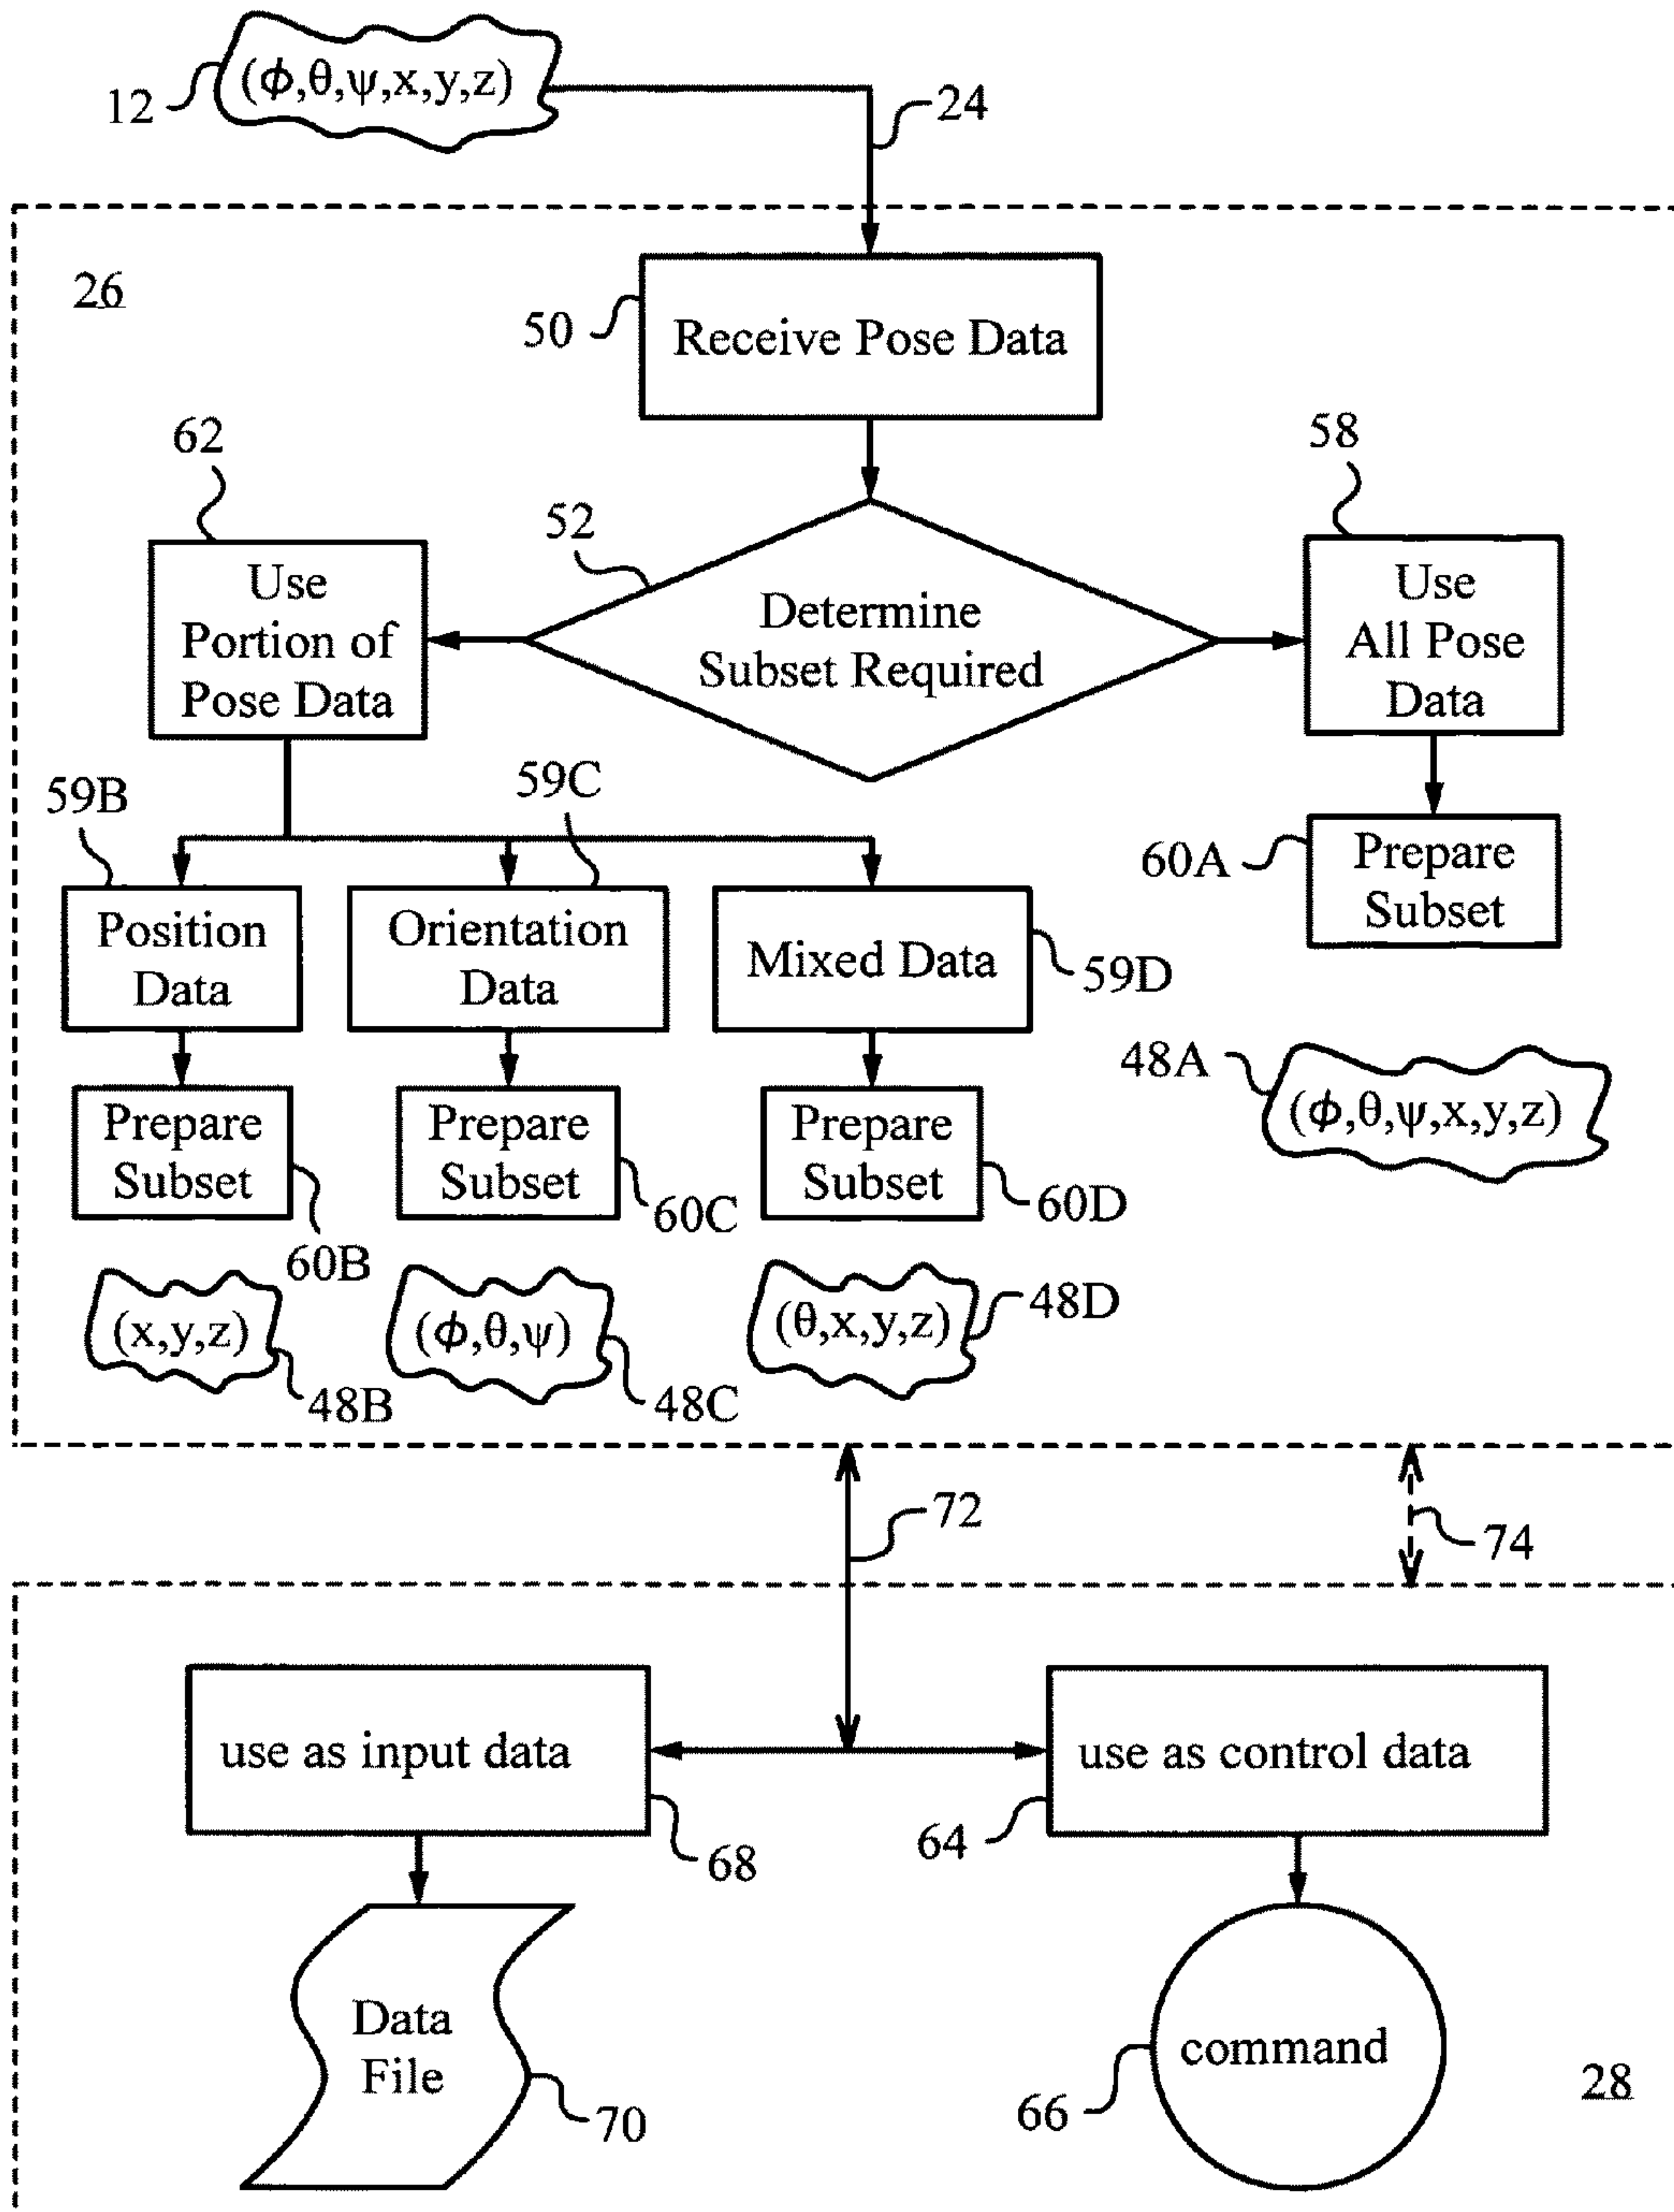 (ϕ,θ,ψ,x,y,z)
12
24
26
50
Receive Pose Data
62
58
52
Use
Portion of
Pose Data
Determine
Subset Required
Use
All Pose
Data
59B
59C
60A
Prepare
Subset
Position
Data
Orientation
Data
Mixed Data
59D
48A
(ϕ,θ,ψ,x,y,z)
Prepare
Subset
Prepare
Subset
Prepare
Subset
60B
60C
60D
(x,y,z)
(ϕ,θ,ψ)
(θ,x,y,z)
48B
48C
48D
72
74
use as input data
use as control data
68
64
Data
File
command
70
66
28